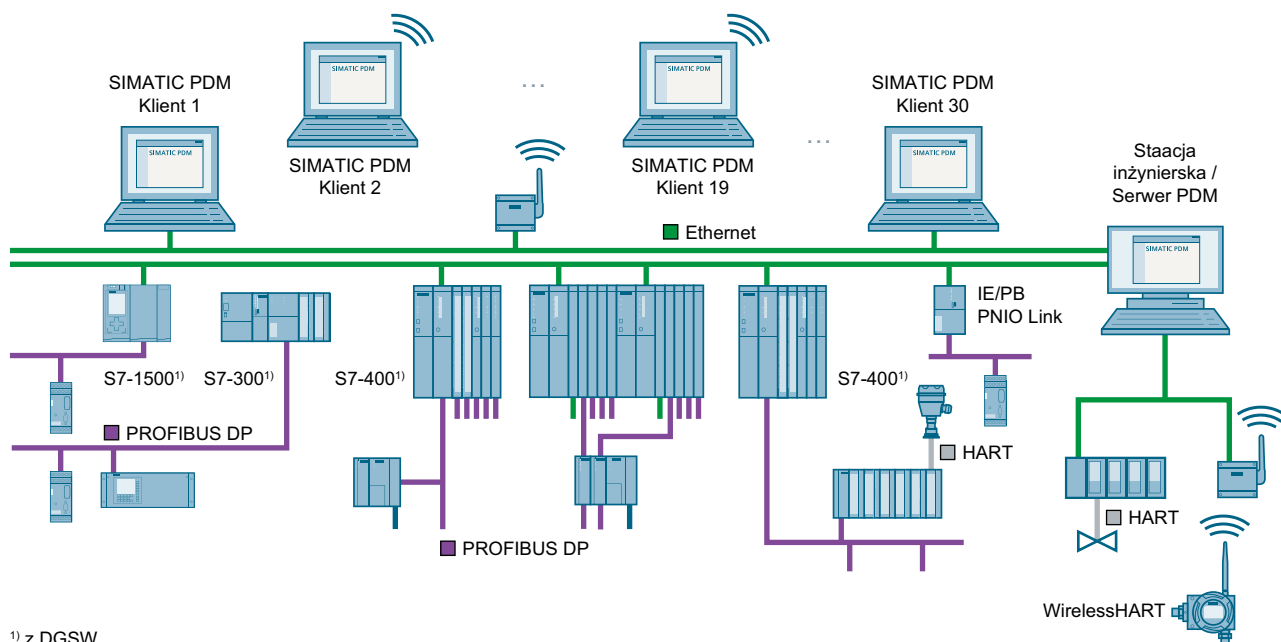 SIMATIC PDM
Klient 1
SIMATIC PDM
SIMATIC PDM
SIMATIC PDM
Klient 2
...
SIMATIC PDM
SIMATIC PDM
Klient 19
...
SIMATIC PDM
Klient 30
SIMATIC PDM
Staacja
inżynierska /
Serwer PDM
SIMATIC PDM
Ethernet
IE/PB
PNIO Link
S7-1500¹⁾
S7-300¹⁾
S7-400¹⁾
S7-400¹⁾
PROFIBUS DP
HART
HART
PROFIBUS DP
WirelessHART
¹⁾ z DGSW